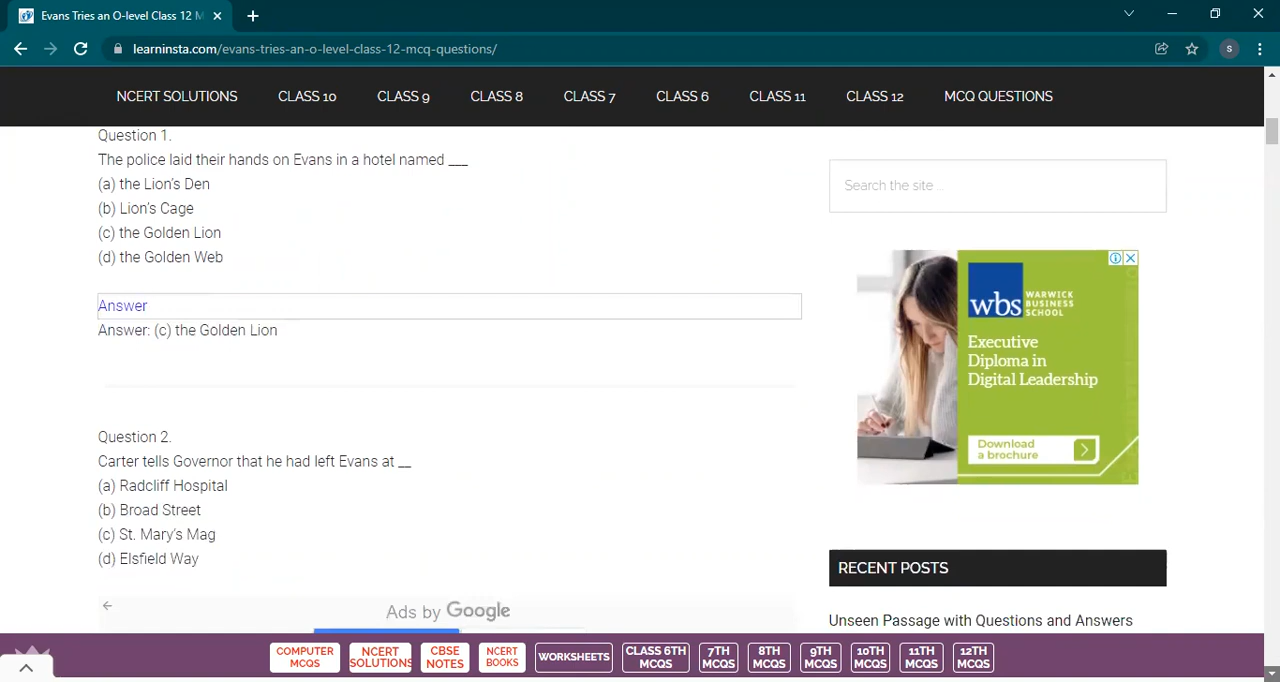 Evans Tries an O-level Class 12 M
learninsta.com/evans-tries-an-o-level-class-12-mcq-questions/
S
NCERT SOLUTIONS CLASS 10 CLASS 9 CLASS 8 CLASS 7 CLASS 6 CLASS 11 CLASS 12 MCQ QUESTIONS
Question 1.
The police laid their hands on Evans in a hotel named ___
(a) the Lion's Den
(b) Lion's Cage
(c) the Golden Lion
(d) the Golden Web
Answer
Answer: (c) the Golden Lion
Question 2.
Carter tells Governor that he had left Evans at __
(a) Radcliff Hospital
(b) Broad Street
(c) St. Mary's Mag
(d) Elsfield Way
Ads by Google
Search the site ...
wbs WARWICK
BUSINESS
SCHOOL
Executive
Diploma in
Digital Leadership
Download
a brochure
RECENT POSTS
Unseen Passage with Questions and Answers
COMPUTER
MCQS
NCERT
SOLUTIONS
CBSE
NOTES
NCERT
BOOKS
WORKSHEETS
CLASS 6TH
MCQS
7TH
MCQS
8TH
MCQS
9TH
MCQS
10TH
MCQS
11TH
MCQS
12TH
MCQS